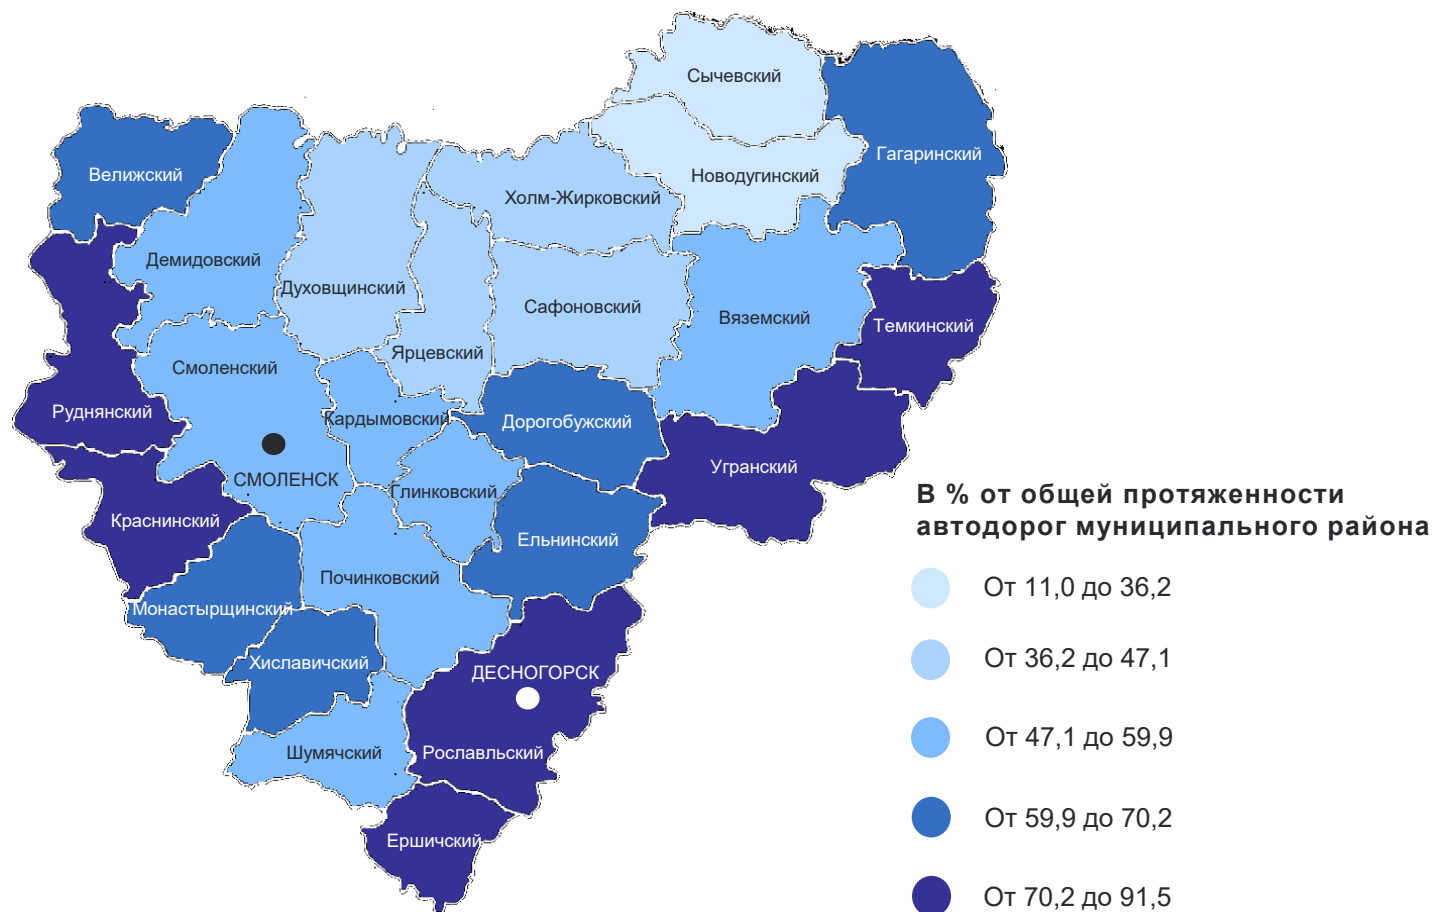 Сычевский
Гагаринский
Велижский
Новодугинский
Холм-Жирковский
Демидовский
Духовщинский
Сафоновский
Вяземский
Темкинский
Ярцевский
Смоленский
Руднянский
Кардымовский
Дорогобужский
Угранский
СМОЛЕНСК
Глинковский
Краснинский
Ельнинский
Починковский
Монастырщинский
Хиславичский
ДЕСНОГОРСК
Шумячский
Рославльский
Ершичский
В % от общей протяженности
автодорог муниципального района
От 11,0 до 36,2
От 36,2 до 47,1
От 47,1 до 59,9
От 59,9 до 70,2
От 70,2 до 91,5